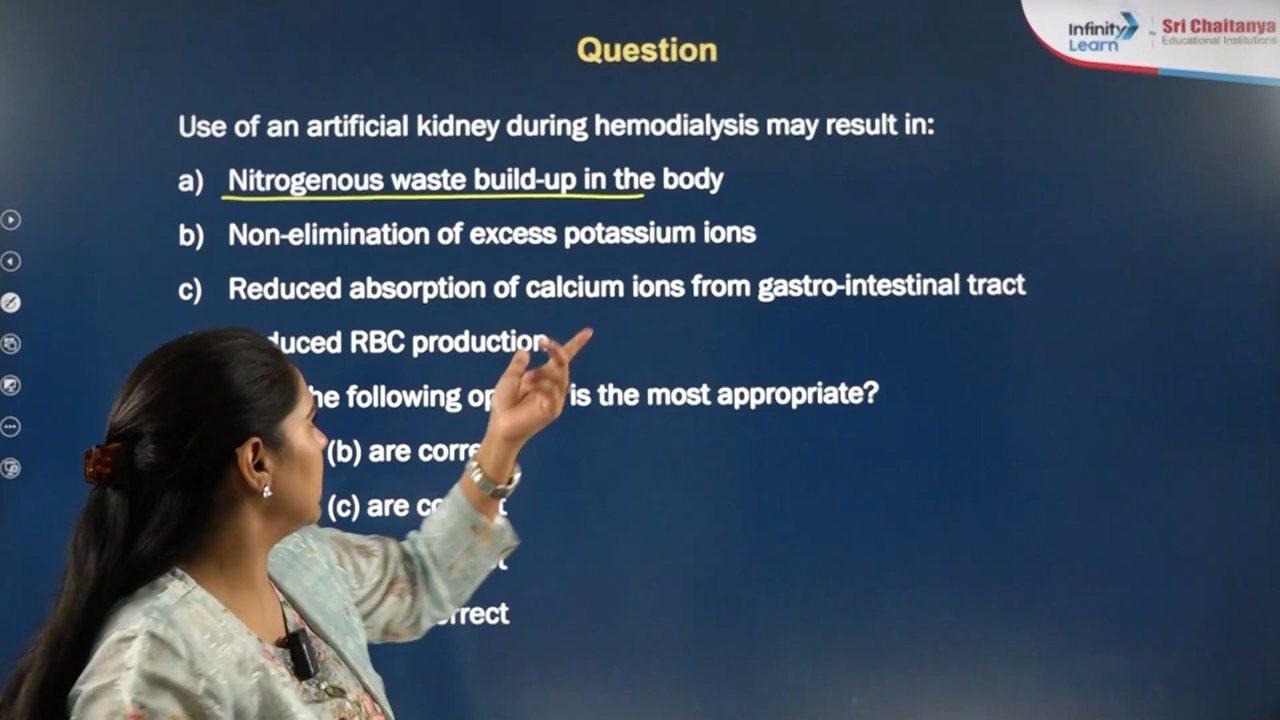 Question
Infinity Learn
by
Sri Chaitanya
Educational Institutions
Use of an artificial kidney during hemodialysis may result in:
a) Nitrogenous waste build-up in the body
b) Non-elimination of excess potassium ions
c) Reduced absorption of calcium ions from gastro-intestinal tract
duced RBC production
he following op is the most appropriate?
(b) are corre
(c) are co t
t
rrect